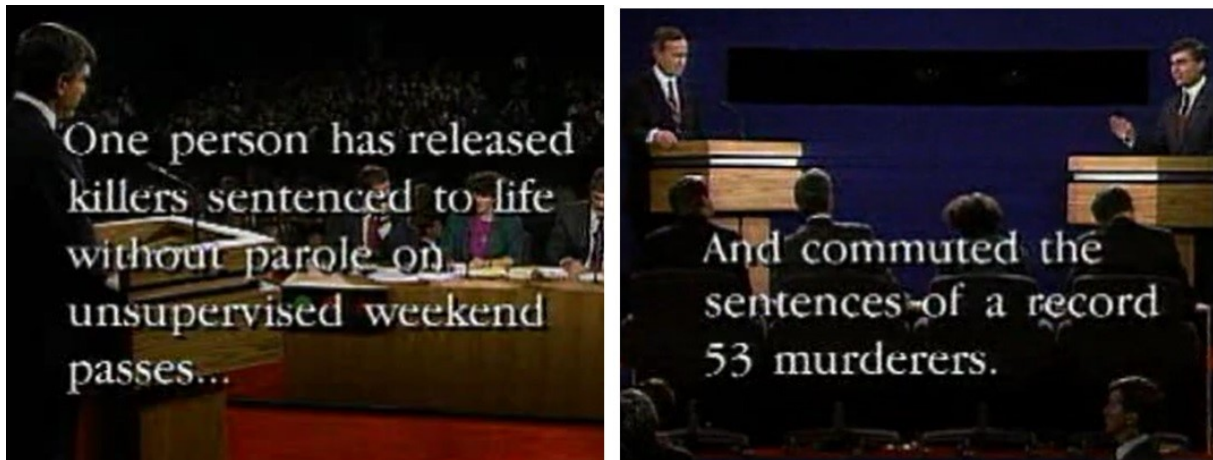 One person has released
killers sentenced to life
without parole on
unsupervised weekend
passes...
And commuted the
sentences of a record
53 murderers.